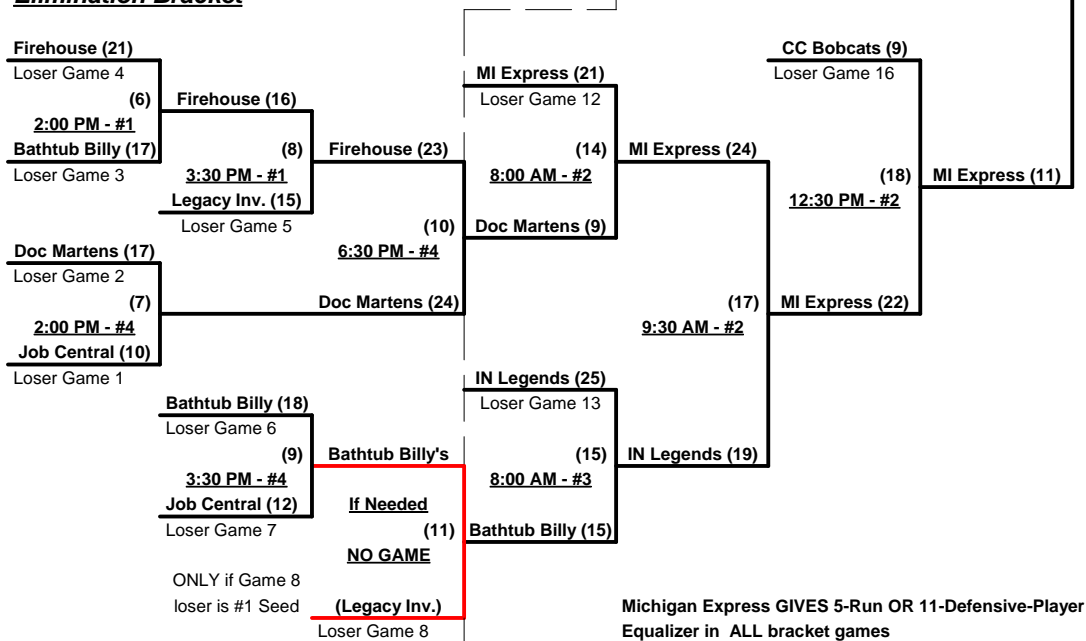 Elimination Bracket
Firehouse (21)
Loser Game 4
(6)
2:00 PM - #1
Bathtub Billy (17)
Loser Game 3
Firehouse (16)
(8)
3:30 PM - #1
Legacy Inv. (15)
Loser Game 5
Firehouse (23)
(10)
6:30 PM - #4
Doc Martens (17)
Loser Game 2
(7)
2:00 PM - #4
Job Central (10)
Loser Game 1
Doc Martens (24)
Bathtub Billy (18)
Loser Game 6
(9)
3:30 PM - #4
Job Central (12)
Loser Game 7
Bathtub Billy's
If Needed
(11)
NO GAME
ONLY if Game 8
loser is #1 Seed
(Legacy Inv.)
Loser Game 8
MI Express (21)
Loser Game 12
(14)
8:00 AM - #2
Doc Martens (9)
MI Express (24)
(17)
9:30 AM - #2
IN Legends (25)
Loser Game 13
(15)
8:00 AM - #3
Bathtub Billy (15)
IN Legends (19)
CC Bobcats (9)
Loser Game 16
(18)
12:30 PM - #2
MI Express (22)
MI Express (11)
Michigan Express GIVES 5-Run OR 11-Defensive-Player
Equalizer in ALL bracket games